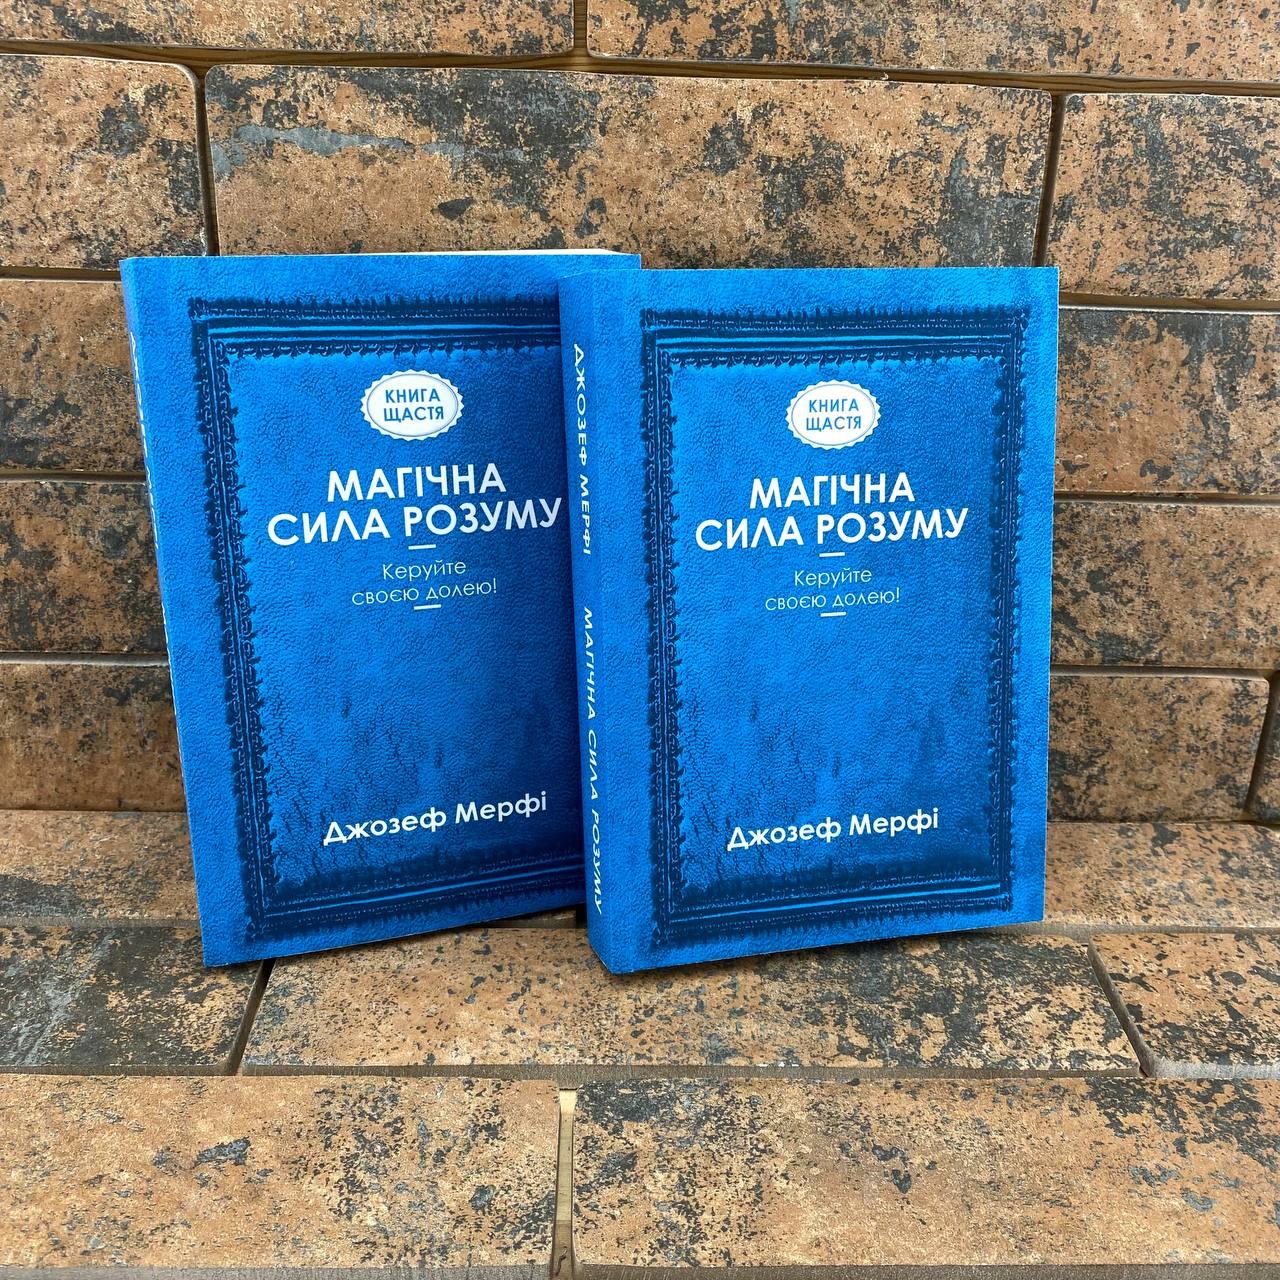 КНИГА
ЩАСТЯ
МАГІЧНА
СИЛА РОЗУМУ
Керуйте
своєю долею!
Джозеф Мерфі
ДЖОЗЕФ МЕРФІ МАГІЧНА СИЛА РОЗУМУ
КНИГА
ЩАСТЯ
МАГІЧНА
СИЛА РОЗУМУ
Керуйте
своєю долею!
Джозеф Мерфі